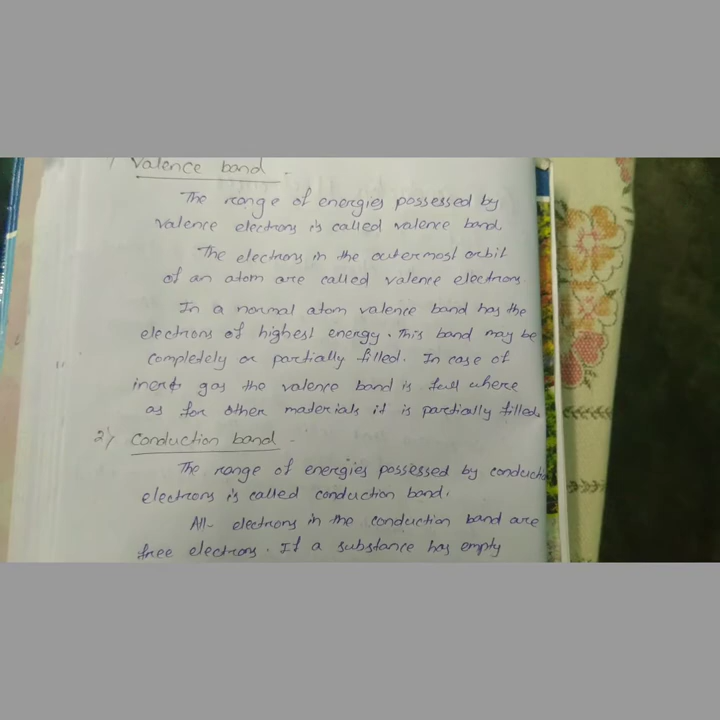 1) Valence band -
The range of energies possessed by
valence electrons is called valence band.
The electrons in the outermost orbit
of an atom are called valence electrons
In a normal atom valence band has the
electrons of highest energy. This band may be
completely or partially filled. In case of
inert gas the valence band is full where
as for other materials it is partially filled.
2) Conduction band -
The range of energies possessed by conducti
electrons is called conduction band.
All electrons in the conduction band are
free electrons. If a substance has empty